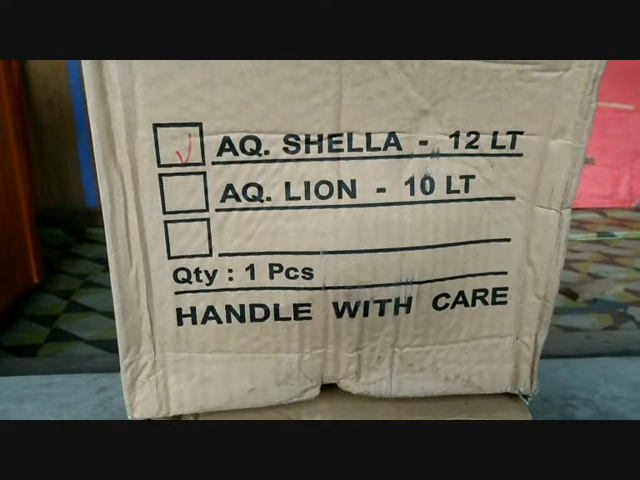 AQ. SHELLA - 12 LT
AQ. LION - 10 LT
Qty : 1 Pcs
HANDLE WITH CARE